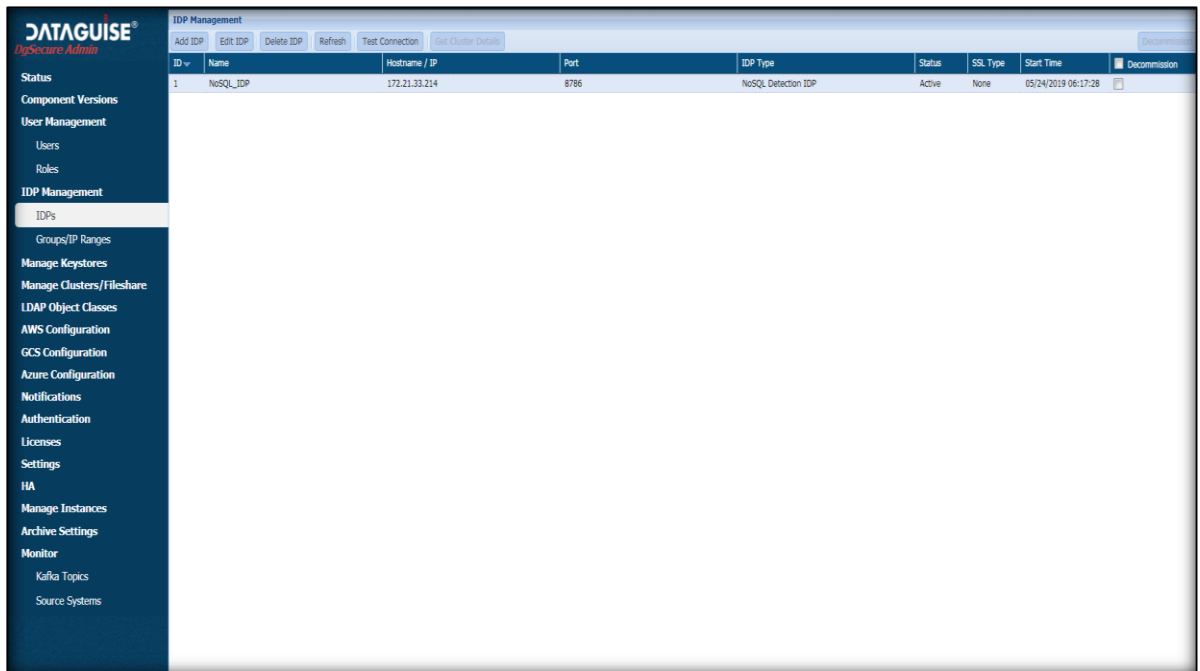 DATAGUISE®
DgSecure Admin
Status
Component Versions
User Management
Users
Roles
IDP Management
IDPs
Groups/IP Ranges
Manage Keystores
Manage Clusters/Fileshare
LDAP Object Classes
AWS Configuration
GCS Configuration
Azure Configuration
Notifications
Authentication
Licenses
Settings
HA
Manage Instances
Archive Settings
Monitor
Kafka Topics
Source Systems
IDP Management
Add IDP Edit IDP Delete IDP Refresh Test Connection Get Cluster Details Decommission
ID Name Hostname / IP Port IDP Type Status SSL Type Start Time Decommission
1 NoSQL_IDP 172.21.33.214 8786 NoSQL Detection IDP Active None 05/24/2019 06:17:28